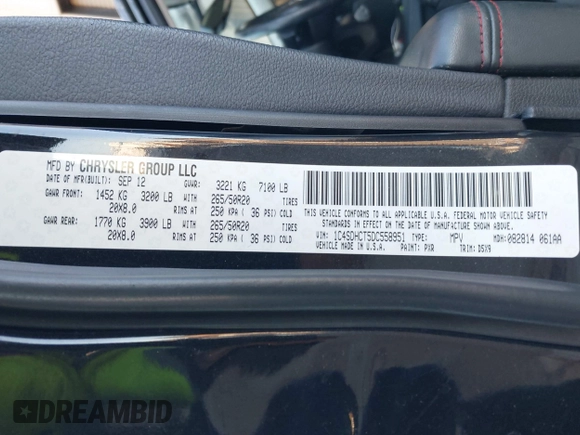 MFD BY CHRYSLER GROUP LLC
DATE OF MFR(BUILT): SEP 12 GVWR: 3221 KG 7100 LB
GAWR FRONT: 1452 KG 3200 LB WITH 265/50R20 TIRES
20X8.0 RIMS AT 250 KPA ( 36 PSI) COLD
GAWR REAR: 1770 KG 3900 LB WITH 265/50R20 TIRES
20X8.0 RIMS AT 250 KPA ( 36 PSI) COLD
THIS VEHICLE CONFORMS TO ALL APPLICABLE U.S.A. FEDERAL MOTOR VEHICLE SAFETY
STANDARDS IN EFFECT ON THE DATE OF MANUFACTURE SHOWN ABOVE.
VIN: 1C4SDHCT5DC558951 TYPE: MPV MDH: 082814 061AA
VEHICLE MADE IN U.S.A. PAINT: PXR TRIM: D5X9
DREAMBID